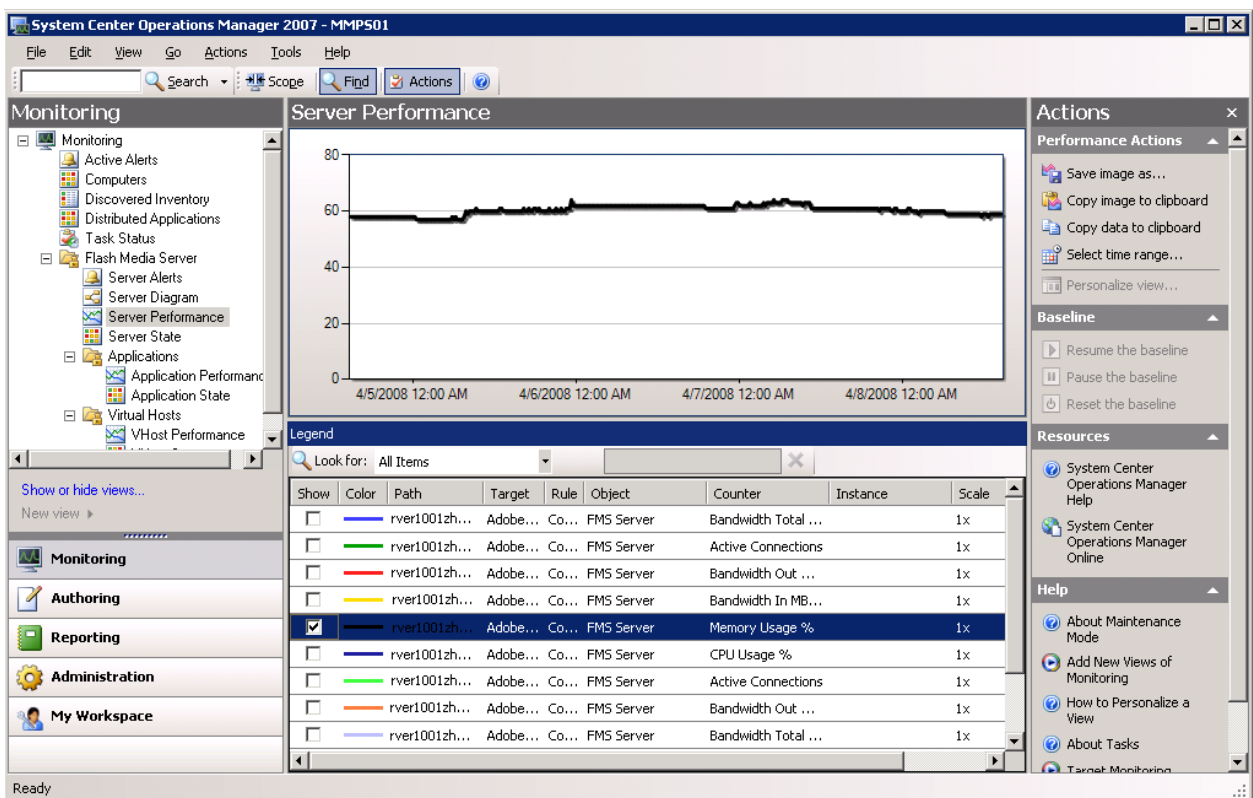 System Center Operations Manager 2007 - MMPS01
File Edit View Go Actions Tools Help
Search Scope Find Actions
Monitoring
Monitoring
Active Alerts
Computers
Discovered Inventory
Distributed Applications
Task Status
Flash Media Server
Server Alerts
Server Diagram
Server Performance
Server State
Applications
Application Performanc
Application State
Virtual Hosts
VHost Performance
Show or hide views...
New view
Monitoring
Authoring
Reporting
Administration
My Workspace
Server Performance
80
60
40
20
0
4/5/2008 12:00 AM 4/6/2008 12:00 AM 4/7/2008 12:00 AM 4/8/2008 12:00 AM
Legend
Look for: All Items
Show Color Path Target Rule Object Counter Instance Scale
rver1001zh... Adobe... Co... FMS Server Bandwidth Total ... 1x
rver1001zh... Adobe... Co... FMS Server Active Connections 1x
rver1001zh... Adobe... Co... FMS Server Bandwidth Out ... 1x
rver1001zh... Adobe... Co... FMS Server Bandwidth In MB... 1x
rver1001zh... Adobe... Co... FMS Server Memory Usage % 1x
rver1001zh... Adobe... Co... FMS Server CPU Usage % 1x
rver1001zh... Adobe... Co... FMS Server Active Connections 1x
rver1001zh... Adobe... Co... FMS Server Bandwidth Out ... 1x
rver1001zh... Adobe... Co... FMS Server Bandwidth Total ... 1x
Actions
Performance Actions
Save image as...
Copy image to clipboard
Copy data to clipboard
Select time range...
Personalize view...
Baseline
Resume the baseline
Pause the baseline
Reset the baseline
Resources
System Center
Operations Manager
Help
System Center
Operations Manager
Online
Help
About Maintenance
Mode
Add New Views of
Monitoring
How to Personalize a
View
About Tasks
Target Monitoring
Ready